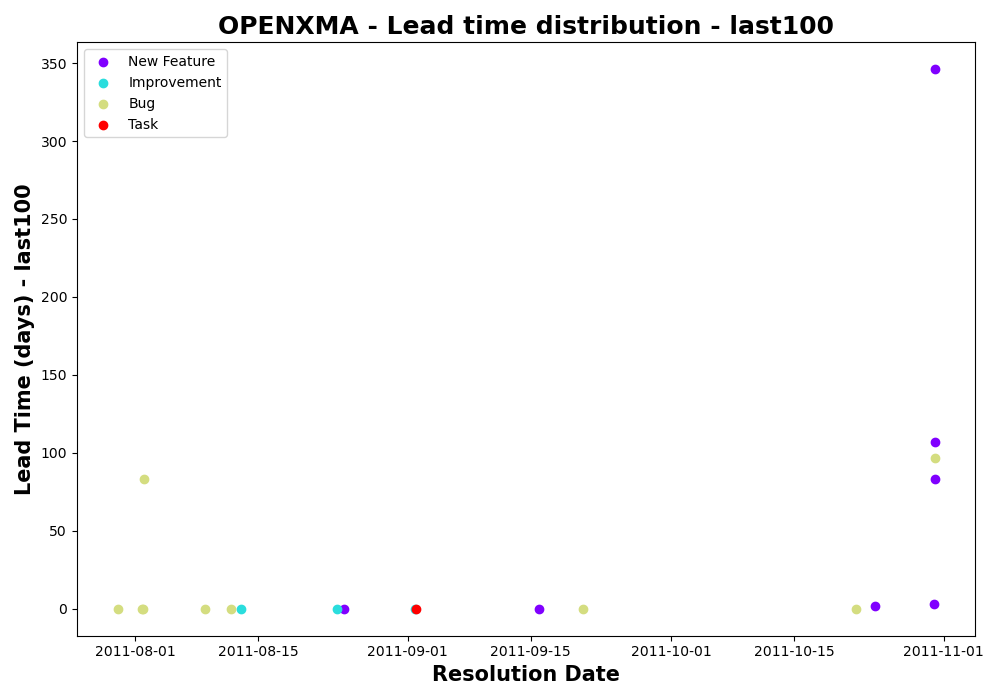 OPENXMA - Lead time distribution - last100
New Feature
Improvement
Bug
Task
Lead Time (days) - last100
350
300
250
200
150
100
50
0
2011-08-01 2011-08-15 2011-09-01 2011-09-15 2011-10-01 2011-10-15 2011-11-01
Resolution Date